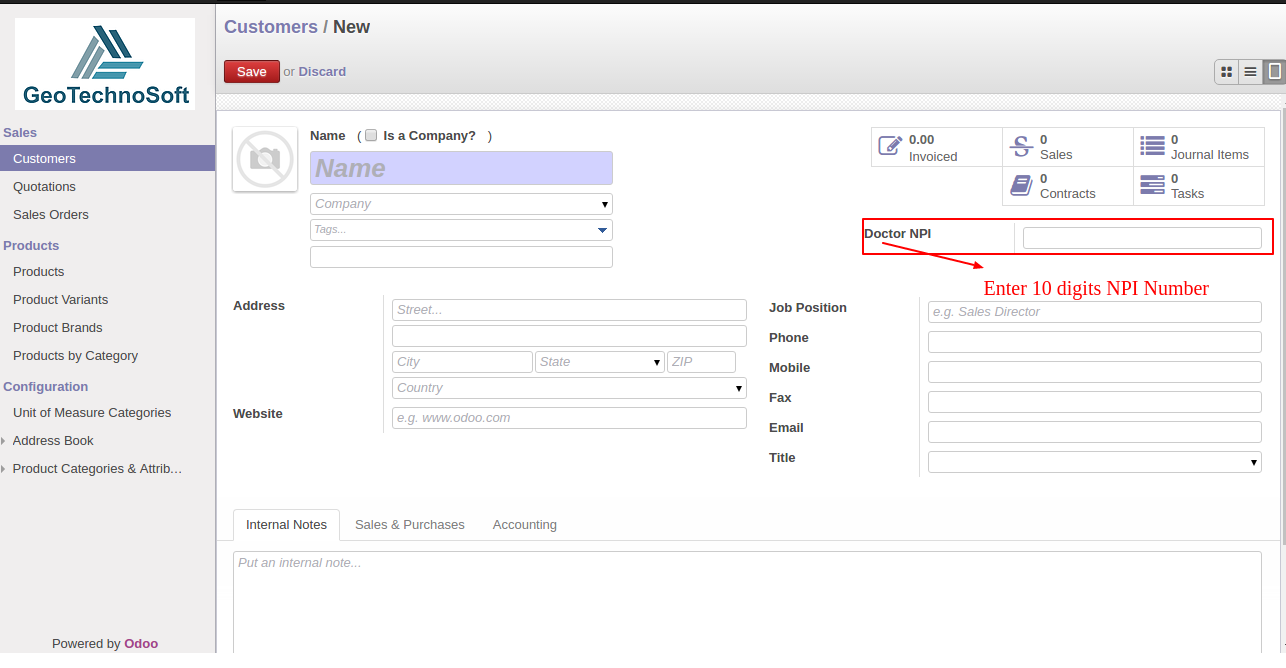 GeoTechnoSoft
Sales
Customers
Quotations
Sales Orders
Products
Products
Product Variants
Product Brands
Products by Category
Configuration
Unit of Measure Categories
Address Book
Product Categories & Attrib...
Powered by Odoo
Customers / New
Save or Discard
Name ( Is a Company? )
Name
Company
Tags...
0.00
Invoiced
0
Sales
0
Journal Items
0
Contracts
0
Tasks
Doctor NPI
Enter 10 digits NPI Number
Address
Street...
City State ZIP
Country
Website e.g. www.odoo.com
Job Position e.g. Sales Director
Phone
Mobile
Fax
Email
Title
Internal Notes Sales & Purchases Accounting
Put an internal note...